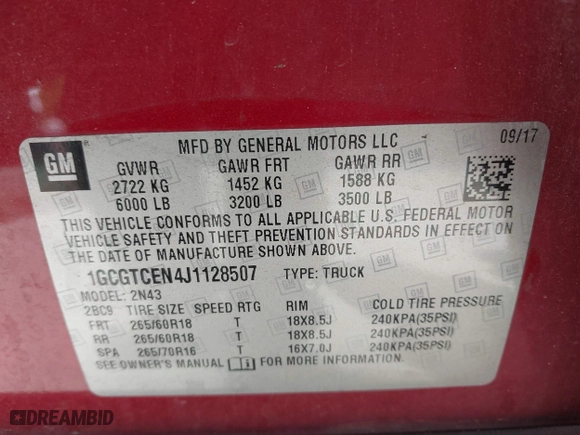 GM
MFD BY GENERAL MOTORS LLC 09/17
GVWR GAWR FRT GAWR RR
2722 KG 1452 KG 1588 KG
6000 LB 3200 LB 3500 LB
THIS VEHICLE CONFORMS TO ALL APPLICABLE U.S. FEDERAL MOTOR
VEHICLE SAFETY AND THEFT PREVENTION STANDARDS IN EFFECT ON
THE DATE OF MANUFACTURE SHOWN ABOVE.
1GCGTCEN4J1128507 TYPE: TRUCK
MODEL: 2N43
2BC9 TIRE SIZE SPEED RTG RIM COLD TIRE PRESSURE
FRT 265/60R18 T 18X8.5J 240KPA(35PSI)
RR 265/60R18 T 18X8.5J 240KPA(35PSI)
SPA 265/70R16 T 16X7.0J 240KPA(35PSI)
SEE OWNER'S MANUAL
DREAMBID